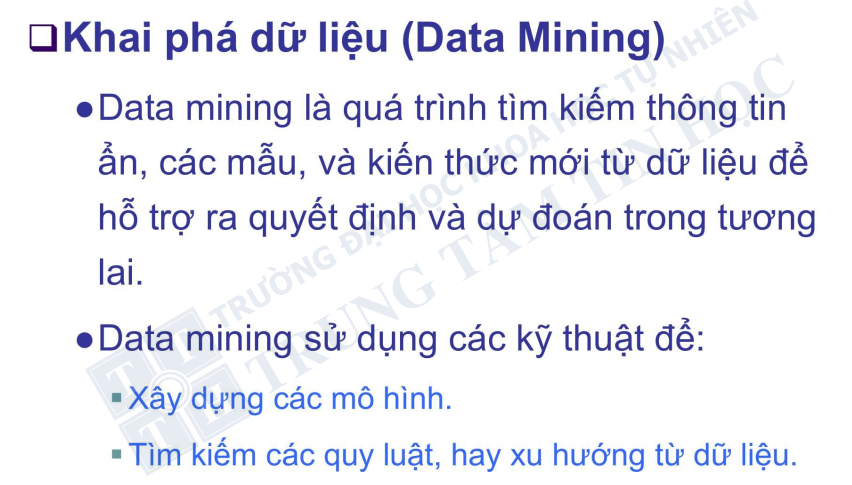 Khai phá dữ liệu (Data Mining)
Data mining là quá trình tìm kiếm thông tin
ẩn, các mẫu, và kiến thức mới từ dữ liệu để
hỗ trợ ra quyết định và dự đoán trong tương
lai.
Data mining sử dụng các kỹ thuật để:
Xây dựng các mô hình.
Tìm kiếm các quy luật, hay xu hướng từ dữ liệu.
TRƯỜNG ĐẠI HỌC KHOA HỌC TỰ NHIÊN
TRUNG TÂM TIN HỌC